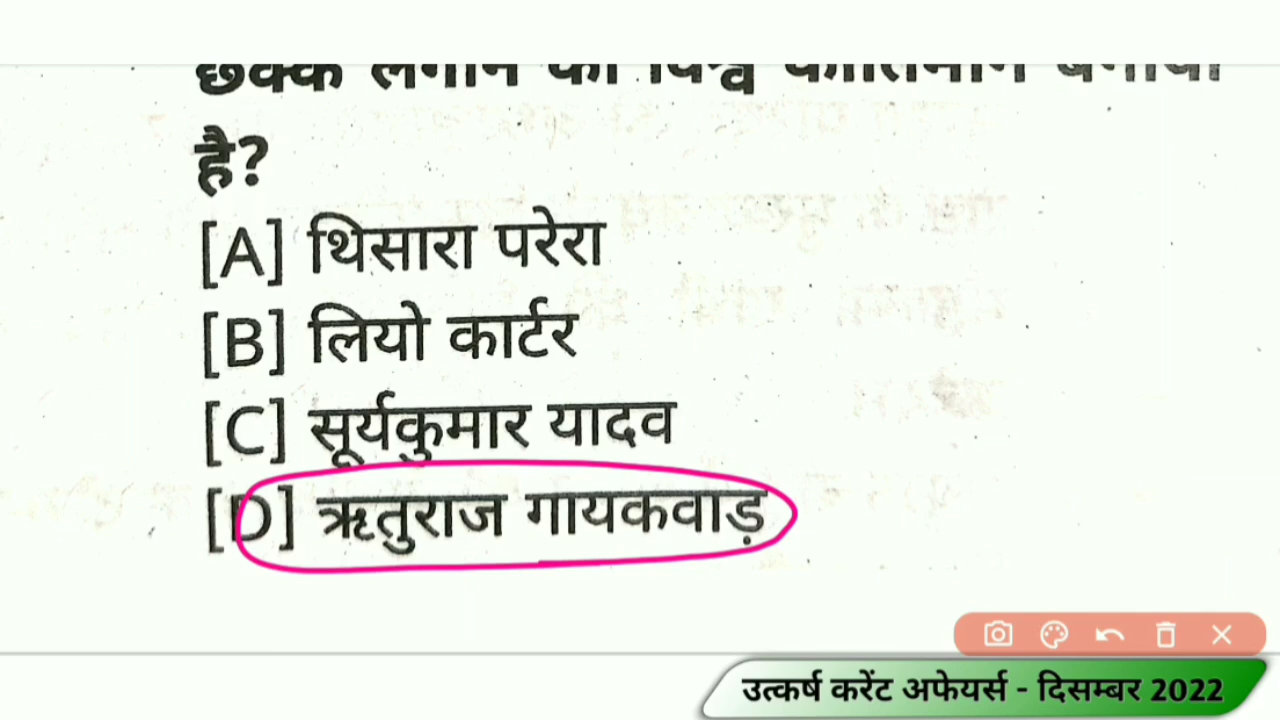 है?
[A] थिसारा परेरा
[B] लियो कार्टर
[C] सूर्यकुमार यादव
[D] ऋतुराज गायकवाड़
उत्कर्ष करेंट अफेयर्स - दिसम्बर 2022